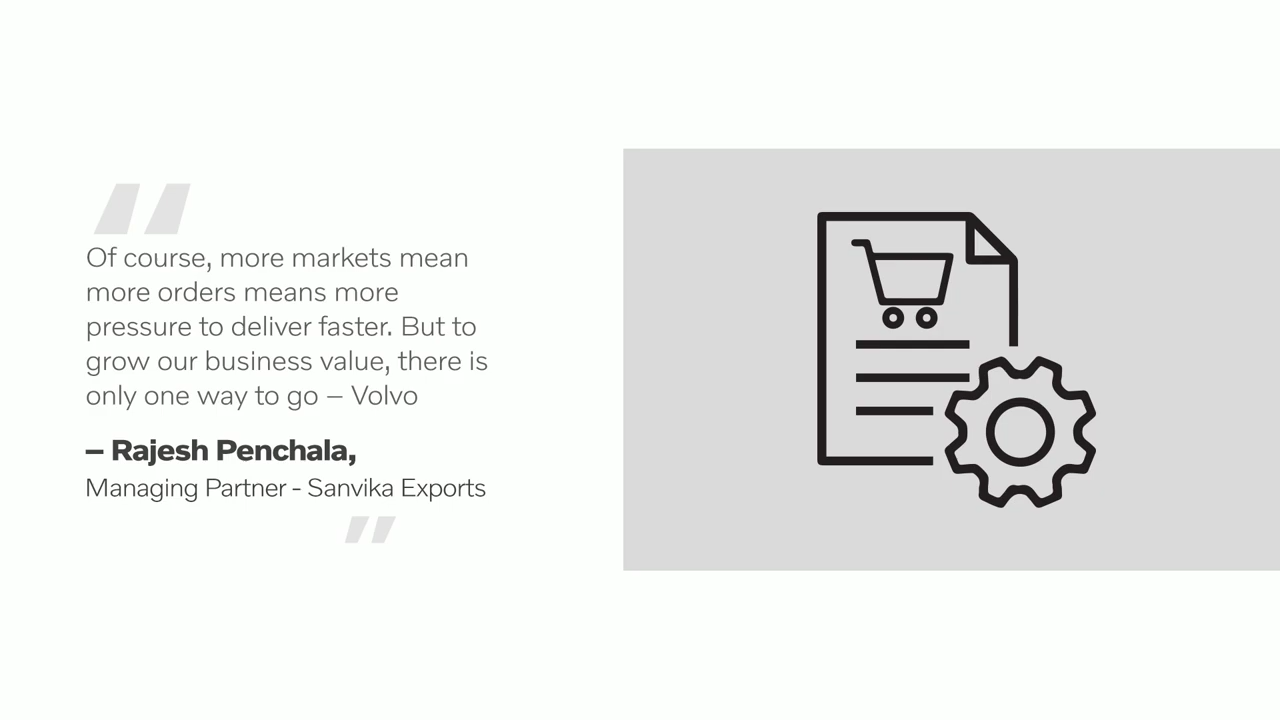 Of course, more markets mean
more orders means more
pressure to deliver faster. But to
grow our business value, there is
only one way to go – Volvo
– Rajesh Penchala,
Managing Partner - Sanvika Exports